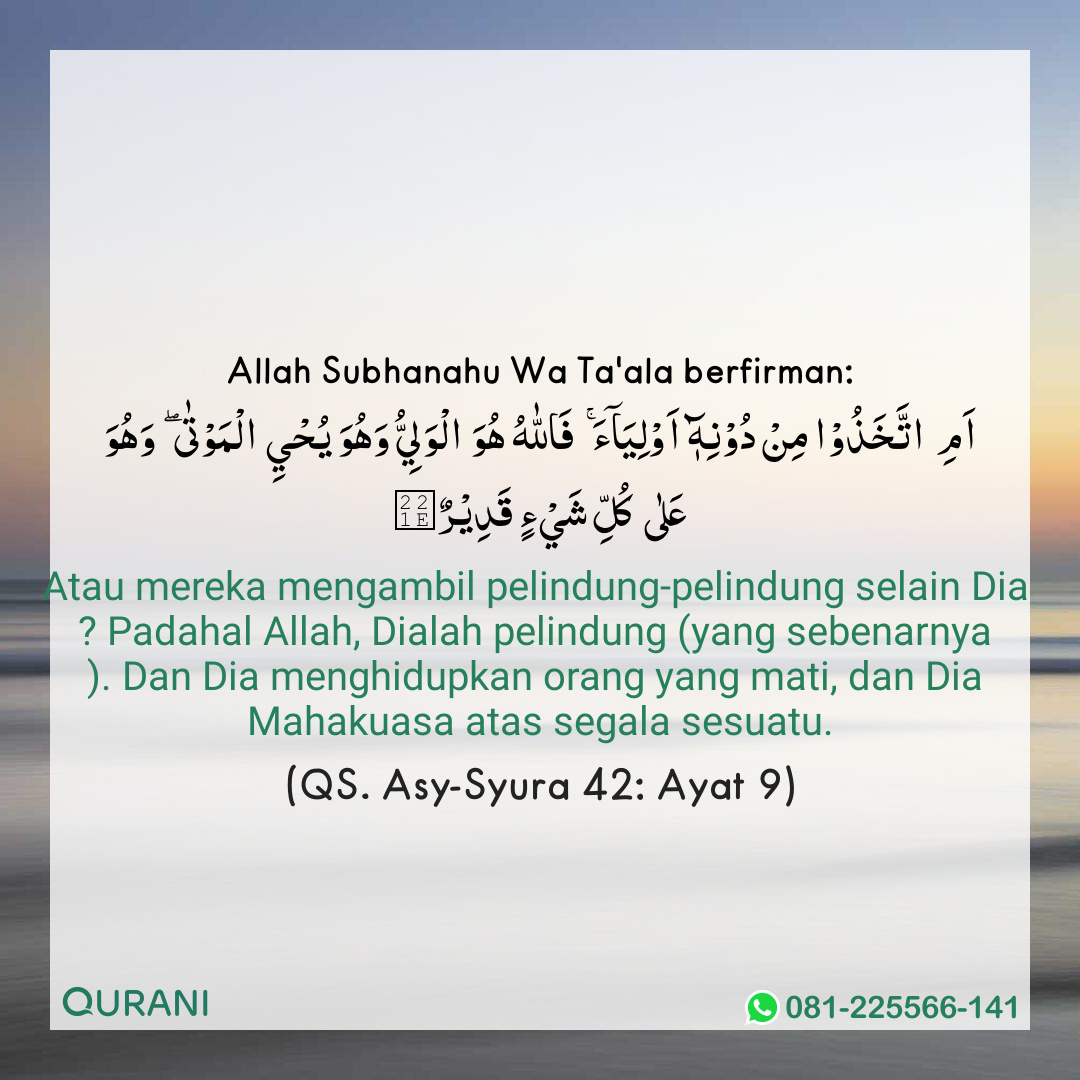 Allah Subhanahu Wa Ta'ala berfirman:
اَمِ اتَّخَذُوْا مِنْ دُوْنِهٖۤ اَوْلِيَآءَ ۚ فَاللّٰهُ هُوَ الْوَلِيُّ وَهُوَ يُحْيِ الْمَوْتٰى ۖ وَهُوَ
عَلٰى كُلِّ شَيْءٍ قَدِيْرٌ
Atau mereka mengambil pelindung-pelindung selain Dia
? Padahal Allah, Dialah pelindung (yang sebenarnya
). Dan Dia menghidupkan orang yang mati, dan Dia
Mahakuasa atas segala sesuatu.
(QS. Asy-Syura 42: Ayat 9)
QURANI
081-225566-141